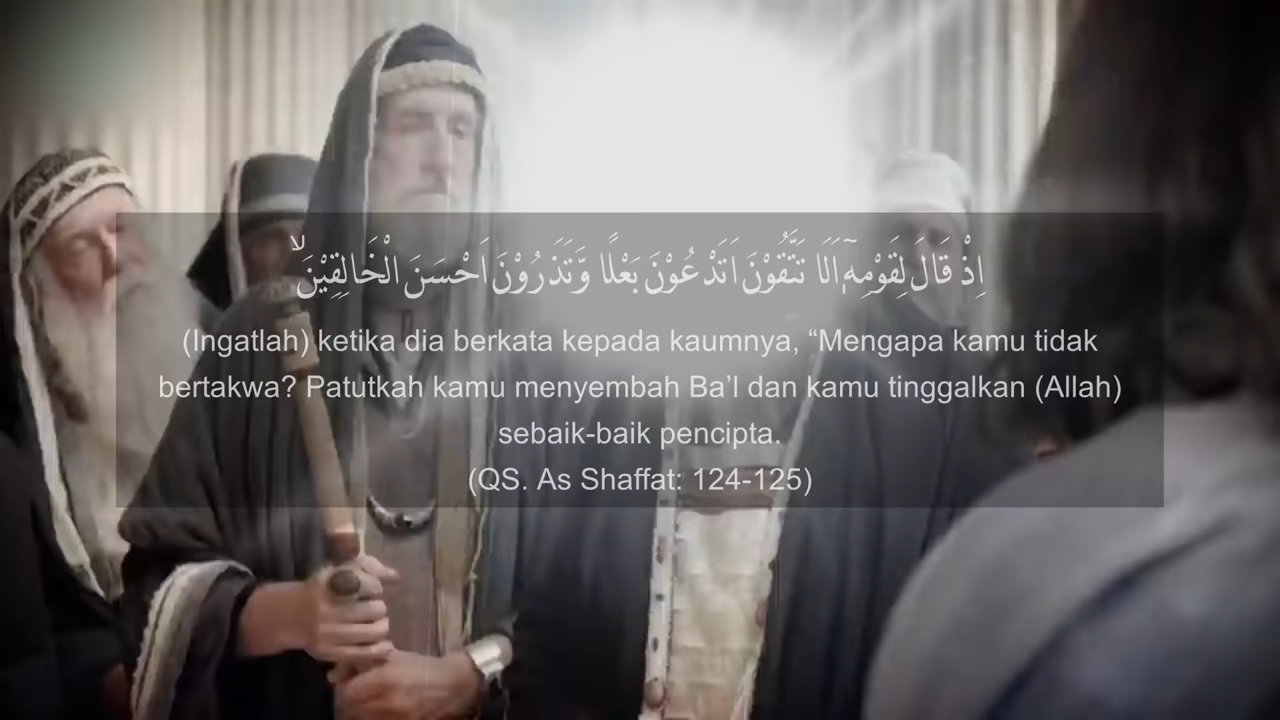 اِذْ قَالَ لِقَوْمِهٖٓ اَلَا تَتَّقُوْنَ اَتَدْعُوْنَ بَعْلًا وَّتَذَرُوْنَ اَحْسَنَ الْخَالِقِيْنَۙ
(Ingatlah) ketika dia berkata kepada kaumnya, “Mengapa kamu tidak
bertakwa? Patutkah kamu menyembah Ba’l dan kamu tinggalkan (Allah)
sebaik-baik pencipta.
(QS. As Shaffat: 124-125)